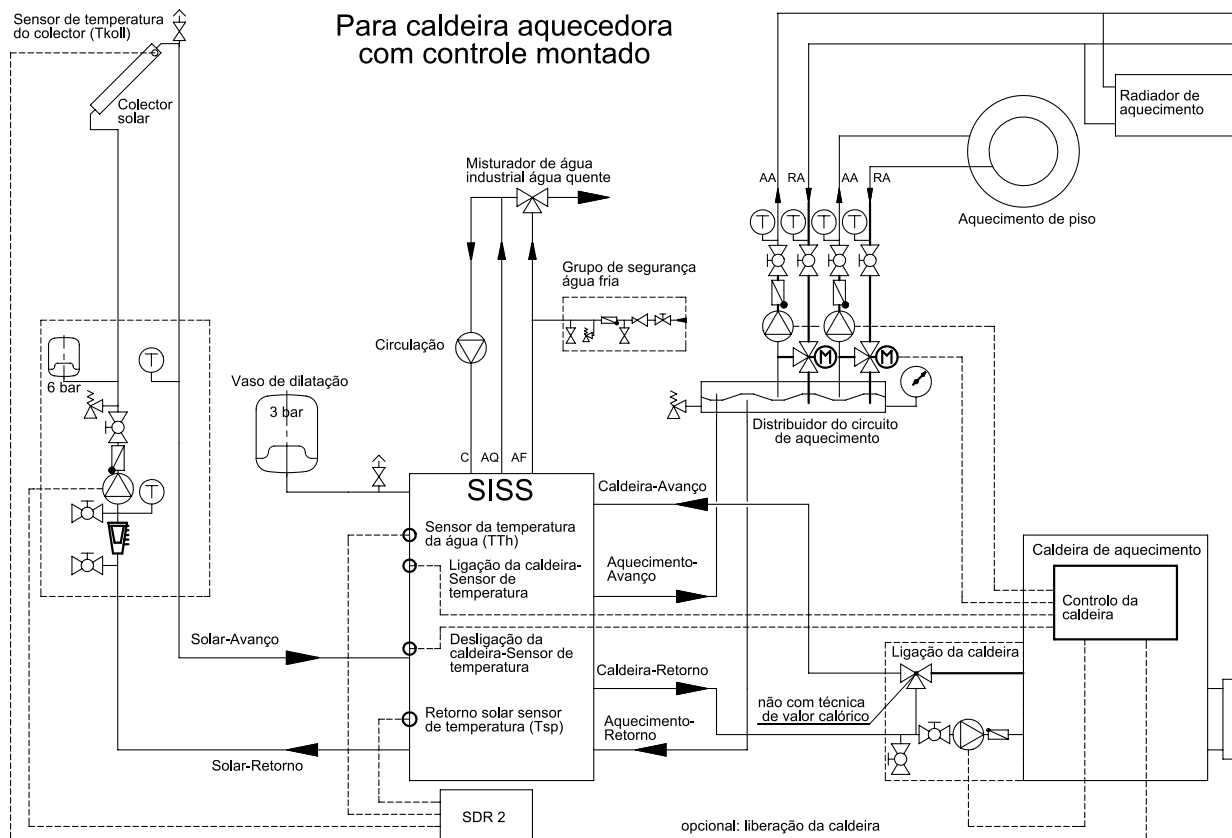 Sensor de temperatura
do colector (Tkoll)
Para caldeira aquecedora
com controle montado
Colector
solar
Radiador de
aquecimento
Misturador de água
industrial água quente
AA
RA
AA
RA
Aquecimento de piso
T
T
T
T
Grupo de segurança
água fria
Circulação
6 bar
T
M
M
Vaso de dilatação
3 bar
Distribuidor do circuito
de aquecimento
C
AQ
AF
SISS
Caldeira-Avanço
T
Sensor da temperatura
da água (TTh)
Ligação da caldeira-
Sensor de
temperatura
Aquecimento-
Avanço
Caldeira de aquecimento
Controlo da
caldeira
Solar-Avanço
Desligação da
caldeira-Sensor de
temperatura
Ligação da caldeira
Caldeira-Retorno
não com técnica
de valor calórico
Retorno solar sensor
de temperatura (Tsp)
Aquecimento-
Retorno
Solar-Retorno
SDR 2
opcional: liberação da caldeira